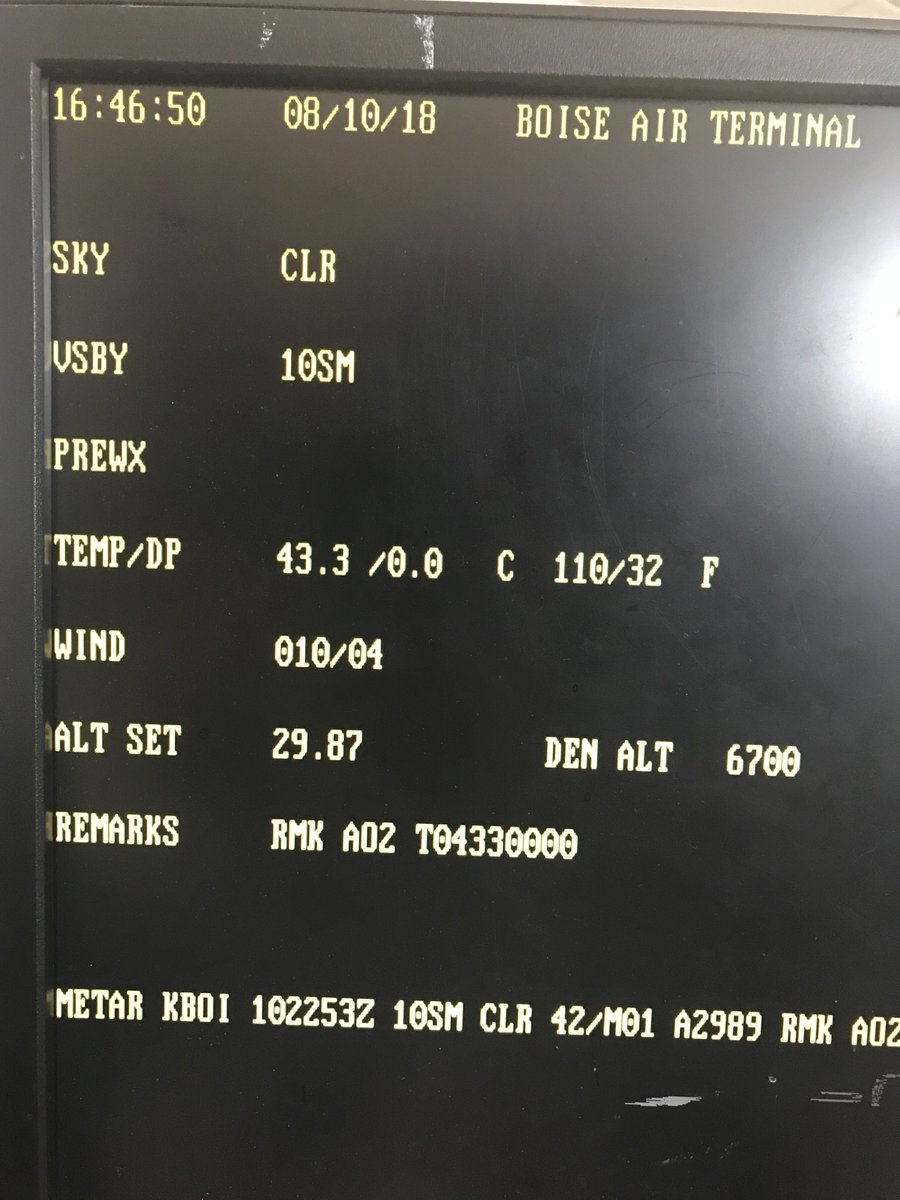 16:46:50 08/10/18 BOISE AIR TERMINAL
SKY CLR
VSBY 10SM
PREWX
TEMP/DP 43.3 /0.0 C 110/32 F
WIND 010/04
ALT SET 29.87 DEN ALT 6700
REMARKS RMK AO2 T04330000
METAR KBOI 102253Z 10SM CLR 42/M01 A2989 RMK AO2